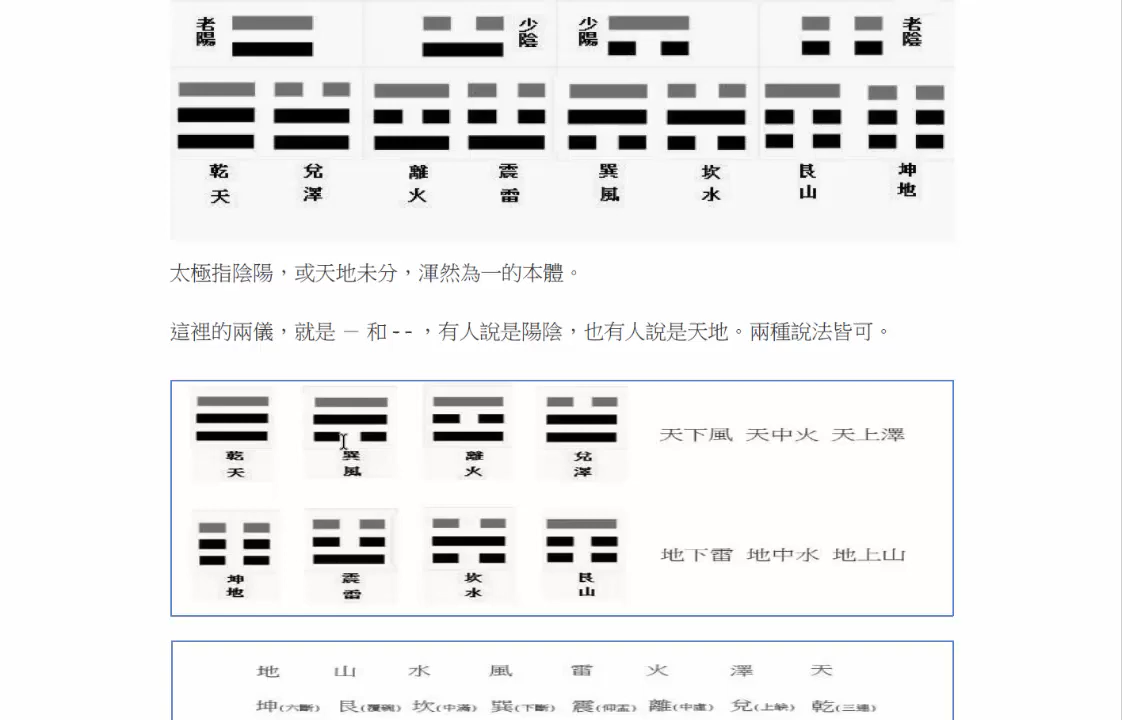 老陽 少陰 少陽 老陰
乾 兌 離 震 巽 坎 艮 坤
天 澤 火 雷 風 水 山 地
太極指陰陽，或天地未分，渾然為一的本體。
這裡的兩儀，就是 － 和 - - ，有人說是陽陰，也有人說是天地。兩種說法皆可。
乾 巽 離 兌
天 風 火 澤
天下風 天中火 天上澤
坤 震 坎 艮
地 雷 水 山
地下雷 地中水 地上山
地 山 水 風 雷 火 澤 天
坤(六斷) 艮(覆碗) 坎(中滿) 巽(下斷) 震(仰盂) 離(中虛) 兌(上缺) 乾(三連)